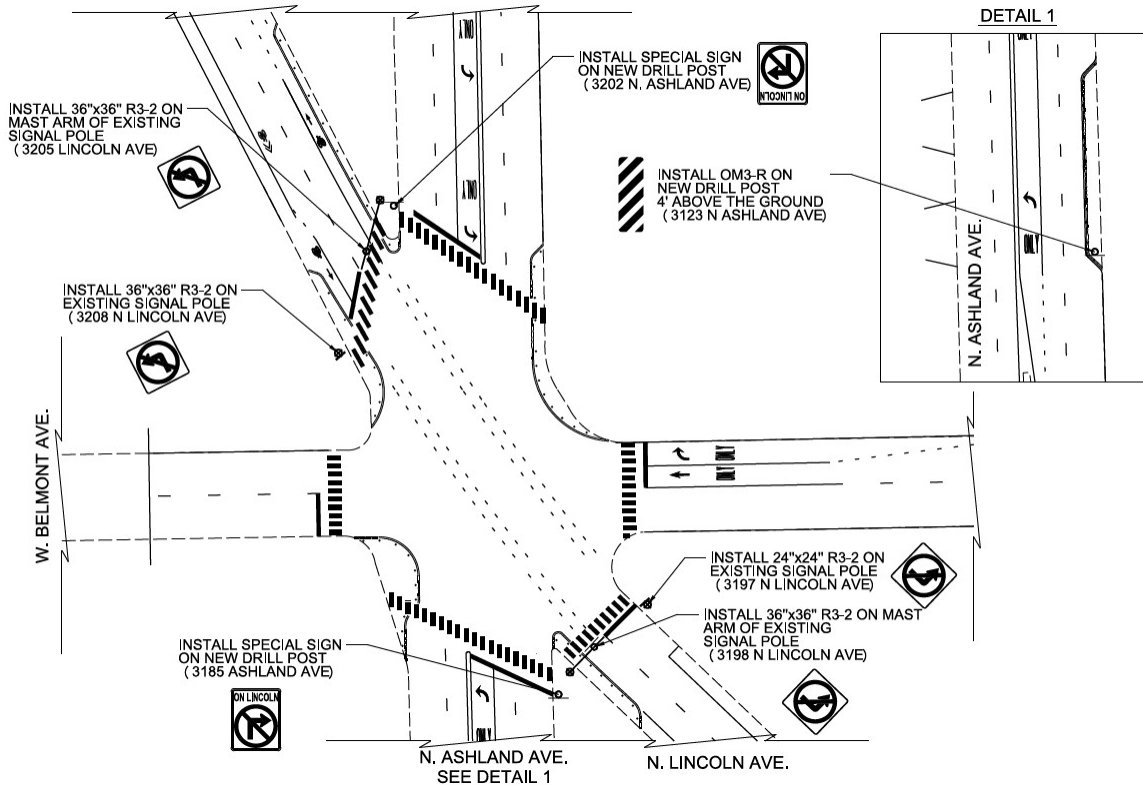 DETAIL 1
INSTALL SPECIAL SIGN
ON NEW DRILL POST
( 3202 N. ASHLAND AVE)
ON LINCOLN
ONLY
ONLY
INSTALL 36"x36" R3-2 ON
MAST ARM OF EXISTING
SIGNAL POLE
( 3205 LINCOLN AVE)
INSTALL OM3-R ON
NEW DRILL POST
4' ABOVE THE GROUND
( 3123 N ASHLAND AVE)
ONLY
ONLY
N. ASHLAND AVE.
INSTALL 36"x36" R3-2 ON
EXISTING SIGNAL POLE
( 3208 N LINCOLN AVE)
W. BELMONT AVE.
ONLY
ONLY
INSTALL 24"x24" R3-2 ON
EXISTING SIGNAL POLE
( 3197 N LINCOLN AVE)
INSTALL 36"x36" R3-2 ON MAST
ARM OF EXISTING
SIGNAL POLE
( 3198 N LINCOLN AVE)
INSTALL SPECIAL SIGN
ON NEW DRILL POST
( 3185 ASHLAND AVE)
ON LINCOLN
ONLY
N. ASHLAND AVE.
SEE DETAIL 1
N. LINCOLN AVE.